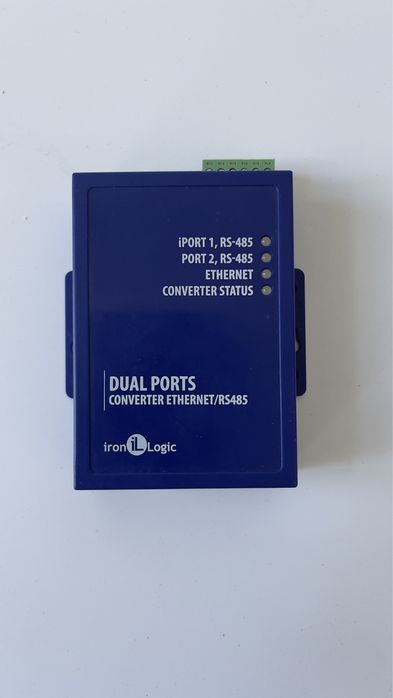 iPORT 1, RS-485
PORT 2, RS-485
ETHERNET
CONVERTER STATUS
DUAL PORTS
CONVERTER ETHERNET/RS485
iron iL Logic